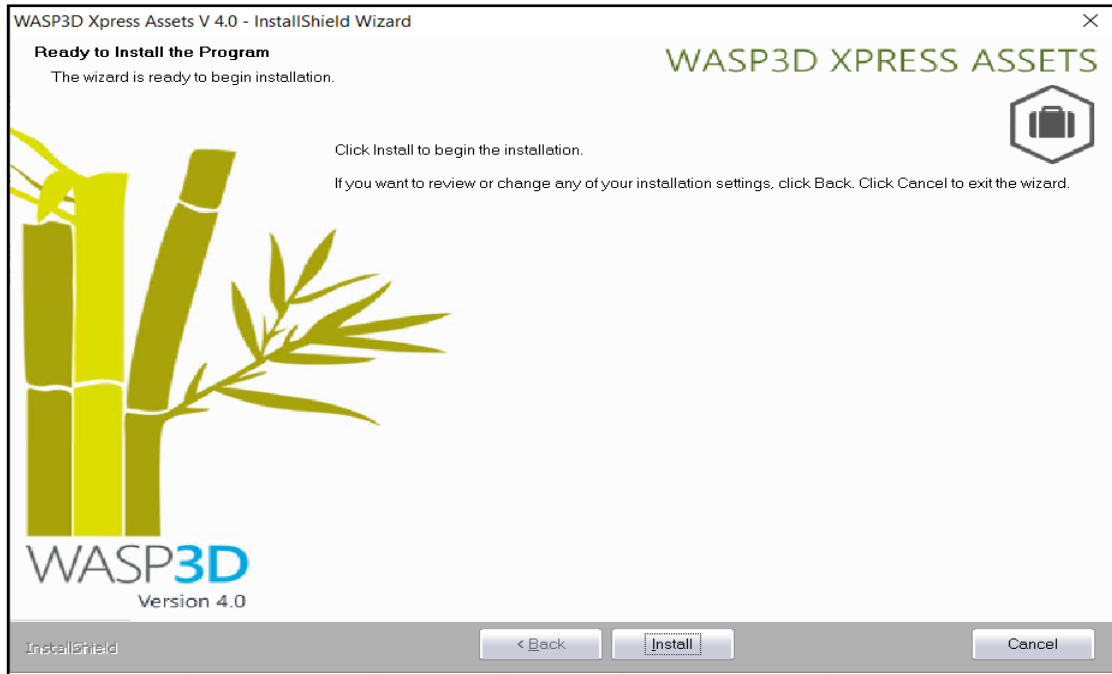 WASP3D Xpress Assets V 4.0 - InstallShield Wizard
Ready to Install the Program
The wizard is ready to begin installation.
WASP3D XPRESS ASSETS
Click Install to begin the installation.
If you want to review or change any of your installation settings, click Back. Click Cancel to exit the wizard.
WASP3D
Version 4.0
InstallShield
< Back
Install
Cancel